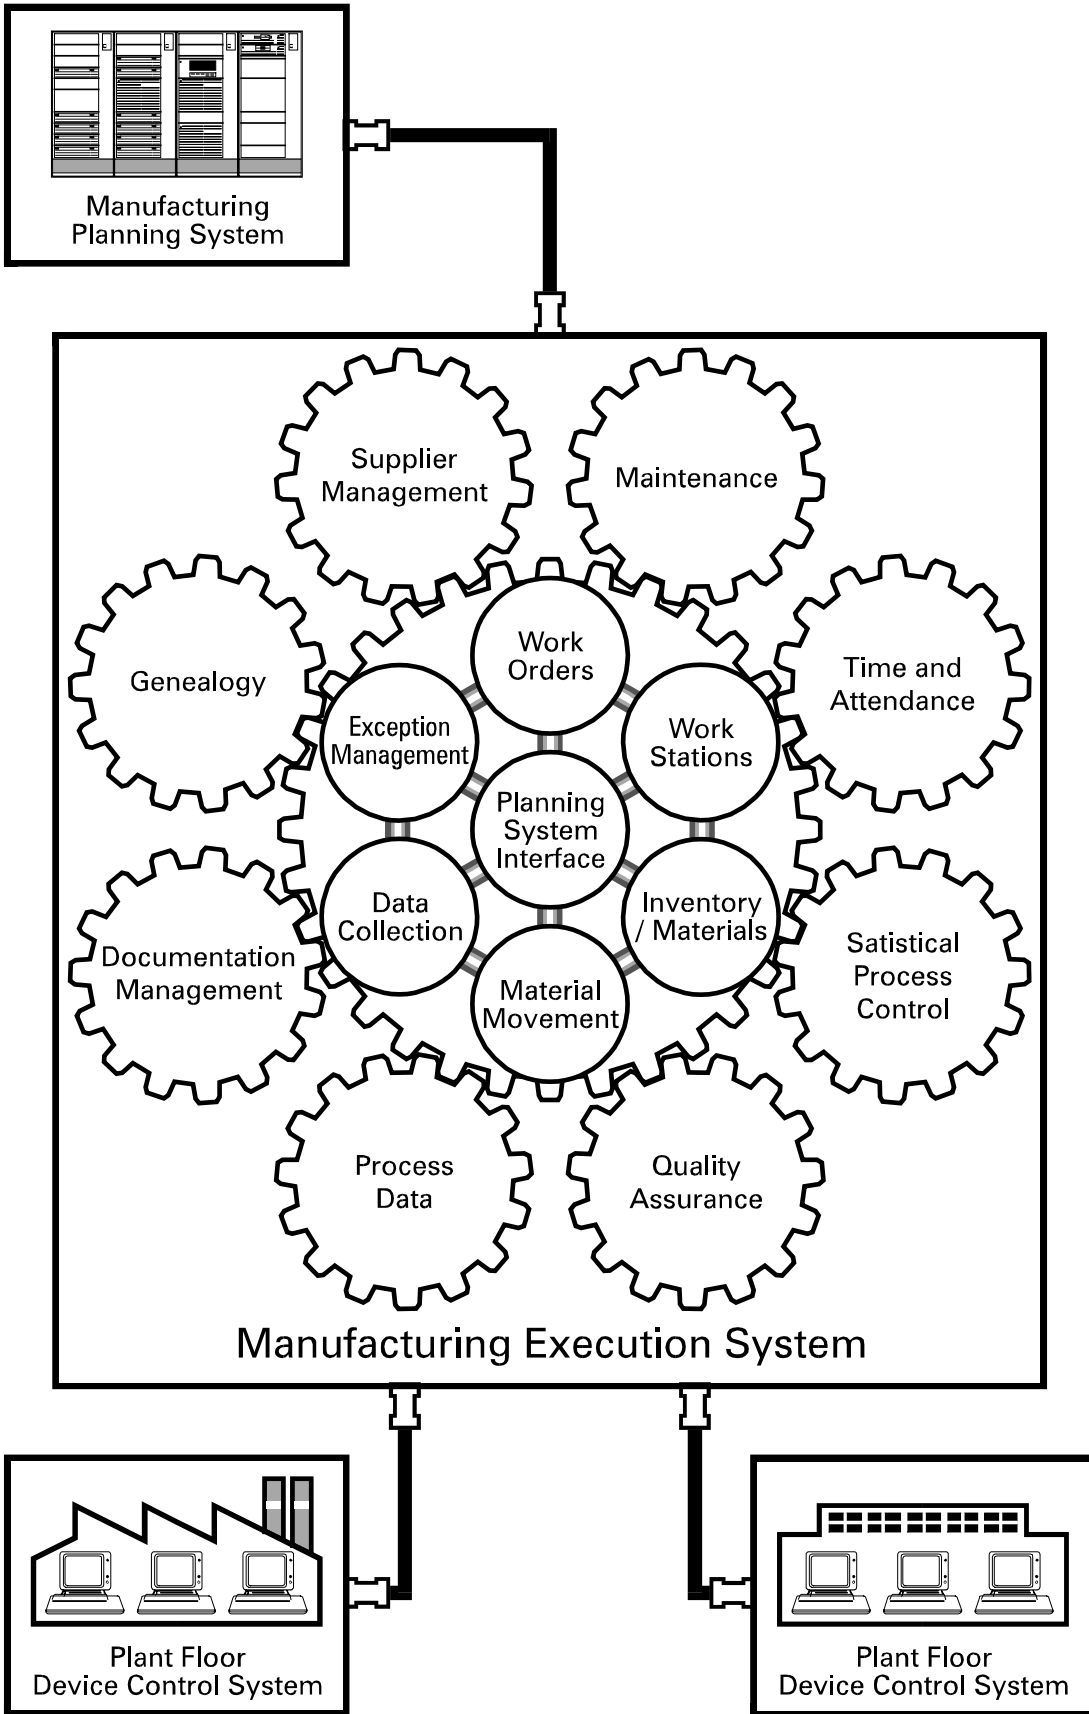 Manufacturing
Planning System
Supplier
Management
Maintenance
Genealogy
Time and
Attendance
Work
Orders
Exception
Management
Work
Stations
Planning
System
Interface
Data
Collection
Inventory
/ Materials
Material
Movement
Documentation
Management
Satistical
Process
Control
Process
Data
Quality
Assurance
Manufacturing Execution System
Plant Floor
Device Control System
Plant Floor
Device Control System